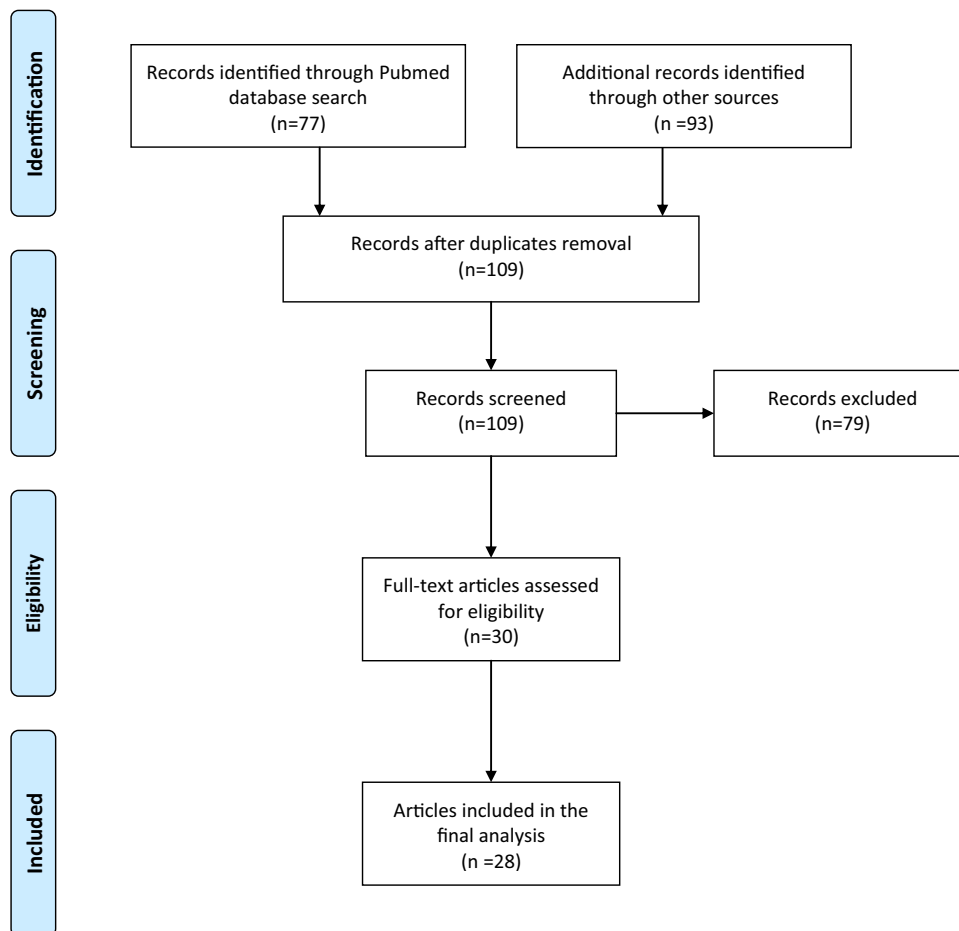 Identification
Records identified through Pubmed
database search
(n=77)
Additional records identified
through other sources
(n =93)
Records after duplicates removal
(n=109)
Screening
Records screened
(n=109)
Records excluded
(n=79)
Eligibility
Full-text articles assessed
for eligibility
(n=30)
Included
Articles included in the
final analysis
(n =28)